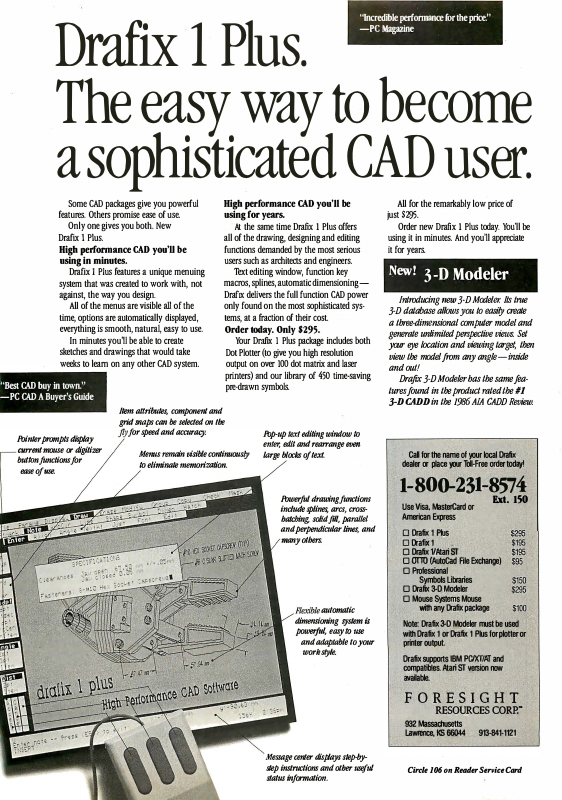 "Incredible performance for the price."
—PC Magazine
Drafix 1 Plus.
The easy way to become
a sophisticated CAD user.
Some CAD packages give you powerful
features. Others promise ease of use.
Only one gives you both. New
Drafix 1 Plus.
High performance CAD you'll be
using in minutes.
Drafix 1 Plus features a unique menuing
system that was created to work with, not
against, the way you design.
All of the menus are visible all of the
time, options are automatically displayed,
everything is smooth, natural, easy to use.
In minutes you'll be able to create
sketches and drawings that would take
weeks to learn on any other CAD system.
High performance CAD you'll be
using for years.
At the same time Drafix 1 Plus offers
all of the drawing, designing and editing
functions demanded by the most serious
users such as architects and engineers.
Text editing window, function key
macros, splines, automatic dimensioning—
Drafix delivers the full function CAD power
only found on the most sophisticated sys-
tems, at a fraction of their cost.
Order today. Only $295.
Your Drafix 1 Plus package includes both
Dot Plotter (to give you high resolution
output on over 100 dot matrix and laser
printers) and our library of 450 time-saving
pre-drawn symbols.
All for the remarkably low price of
just $295.
Order new Drafix 1 Plus today. You'll be
using it in minutes. And you'll appreciate
it for years.
New! 3-D Modeler
Introducing new 3-D Modeler. Its true
3-D database allows you to easily create
a three-dimensional computer model and
generate unlimited perspective views. Set
your eye location and viewing target, then
view the model from any angle—inside
and out!
Drafix 3-D Modeler has the same fea-
tures found in the product rated the #1
3-D CADD in the 1986 AIA CADD Review.
"Best CAD buy in town."
—PC CAD A Buyer's Guide
Pointer prompts display
current mouse or digitizer
button functions for
ease of use.
Item attributes, component and
grid snaps can be selected on the
fly for speed and accuracy.
Menus remain visible continuously
to eliminate memorization.
Pop-up text editing window to
enter, edit and rearrange even
large blocks of text.
Powerful drawing functions
include splines, arcs, cross-
hatching, solid fill, parallel
and perpendicular lines, and
many others.
Flexible automatic
dimensioning system is
powerful, easy to use
and adaptable to your
work style.
Message center displays step-by-
step instructions and other useful
status information.
SPECIFICATIONS
drafix 1 plus
High Performance CAD Software
Call for the name of your local Drafix
dealer or place your Toll-Free order today!
1-800-231-8574
Ext. 150
Use Visa, MasterCard or
American Express
☐ Drafix 1 Plus $295
☐ Drafix 1 $195
☐ Drafix 1/Atari ST $195
☐ OTTO (AutoCad File Exchange) $95
☐ Professional
Symbols Libraries $150
☐ Drafix 3-D Modeler $295
☐ Mouse Systems Mouse
with any Drafix package $100
Note: Drafix 3-D Modeler must be used
with Drafix 1 or Drafix 1 Plus for plotter or
printer output.
Drafix supports IBM PC/XT/AT and
compatibles. Atari ST version now
available.
FORESIGHT
RESOURCES CORP.™
932 Massachusetts
Lawrence, KS 66044 913-841-1121
Circle 106 on Reader Service Card